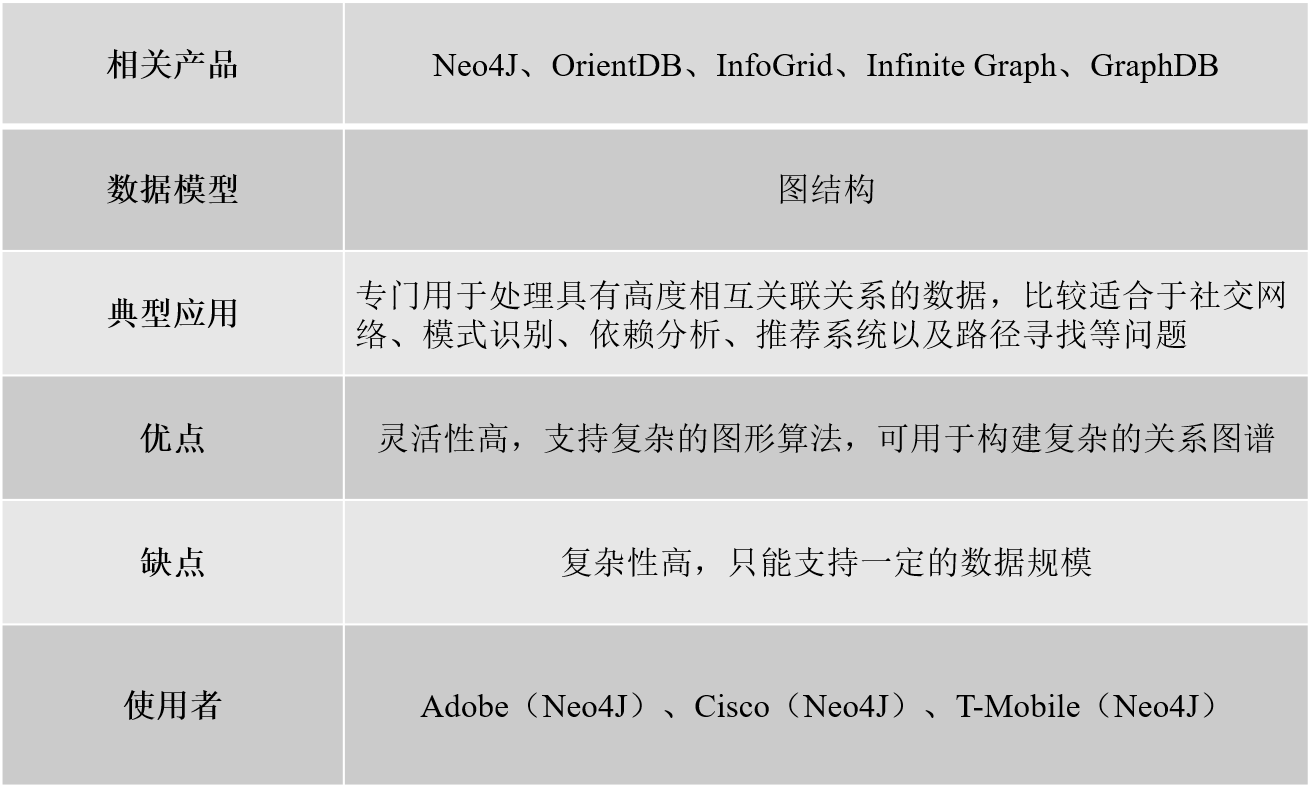 相关产品
Neo4J、OrientDB、InfoGrid、Infinite Graph、GraphDB
数据模型
图结构
典型应用
专门用于处理具有高度相互关联关系的数据，比较适合于社交网
络、模式识别、依赖分析、推荐系统以及路径寻找等问题
优点
灵活性高，支持复杂的图形算法，可用于构建复杂的关系图谱
缺点
复杂性高，只能支持一定的数据规模
使用者
Adobe（Neo4J）、Cisco（Neo4J）、T-Mobile（Neo4J）